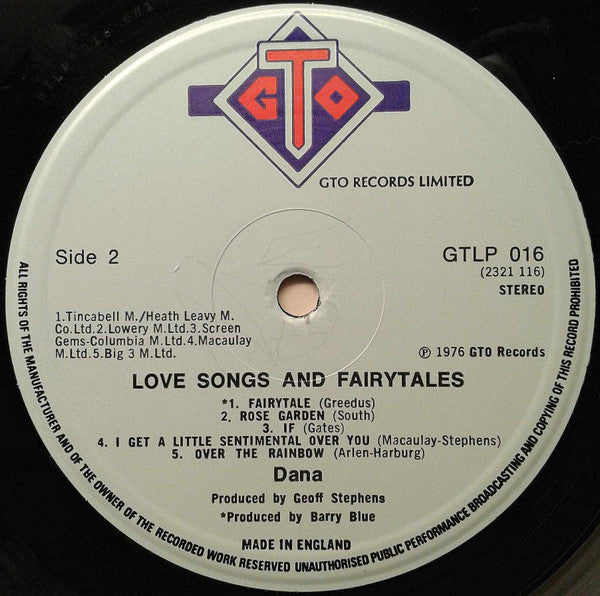 GTO
GTO RECORDS LIMITED
Side 2
GTLP 016
(2321 116)
STEREO
1.Tincabell M./Heath Leavy M.
Co.Ltd.2.Lowery M.Ltd.3.Screen
Gems-Columbia M.Ltd.4.Macaulay
M.Ltd.5.Big 3 M.Ltd.
℗ 1976 GTO Records
LOVE SONGS AND FAIRYTALES
*1. FAIRYTALE (Greedus)
2. ROSE GARDEN (South)
3. IF (Gates)
4. I GET A LITTLE SENTIMENTAL OVER YOU (Macaulay-Stephens)
5. OVER THE RAINBOW (Arlen-Harburg)
Dana
Produced by Geoff Stephens
*Produced by Barry Blue
MADE IN ENGLAND
ALL RIGHTS OF THE MANUFACTURER AND OF THE OWNER OF THE RECORDED WORK RESERVED UNAUTHORISED PUBLIC PERFORMANCE BROADCASTING AND COPYING OF THIS RECORD PROHIBITED